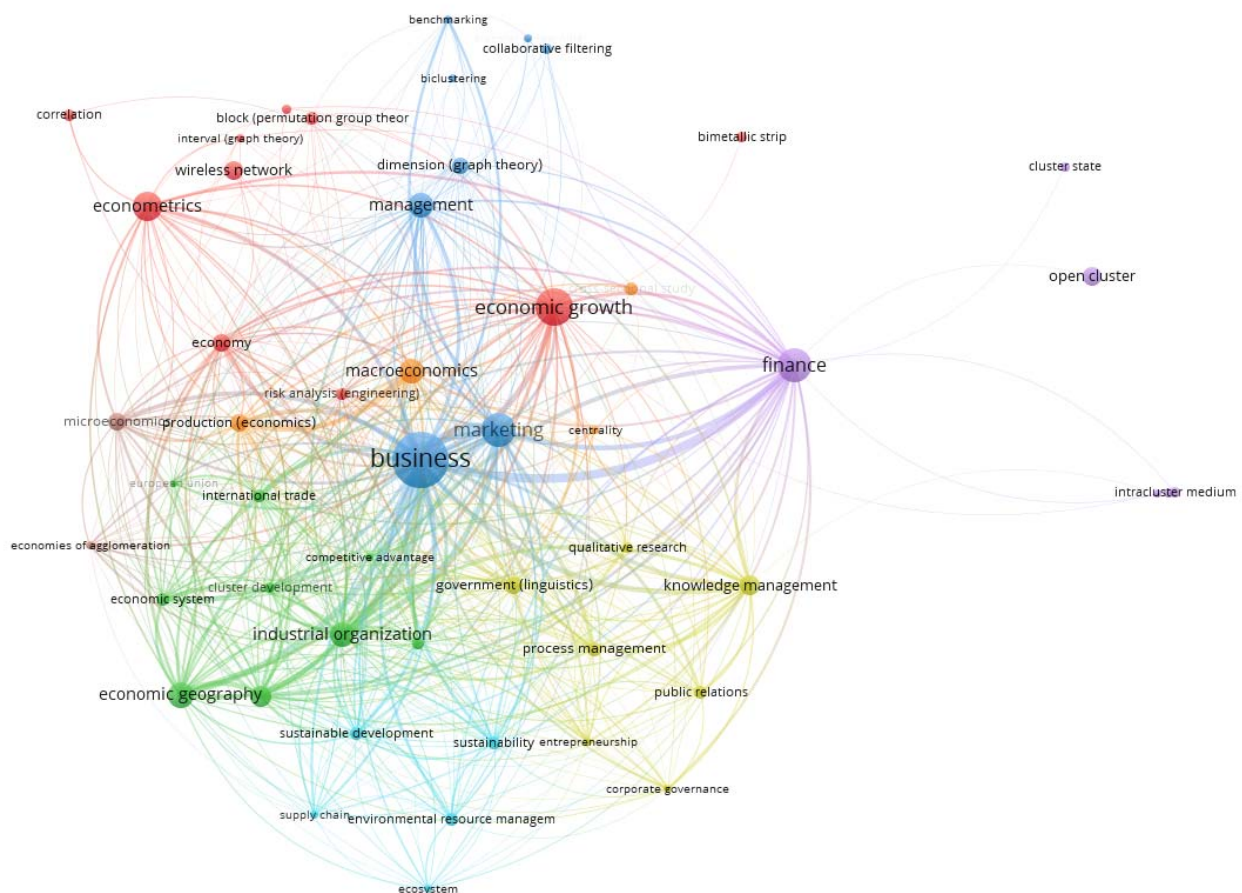 benchmarking
collaborative filtering
biclustering
correlation
block (permutation group theor
interval (graph theory)
bimetallic strip
wireless network
dimension (graph theory)
cluster state
econometrics
management
open cluster
economic growth
economy
finance
macroeconomics
risk analysis (engineering)
microeconomics
production (economics)
marketing
centrality
business
european union
international trade
intracluster medium
economies of agglomeration
competitive advantage
qualitative research
cluster development
government (linguistics)
knowledge management
economic system
industrial organization
process management
economic geography
public relations
sustainable development
sustainability
entrepreneurship
corporate governance
supply chain
environmental resource managem
ecosystem